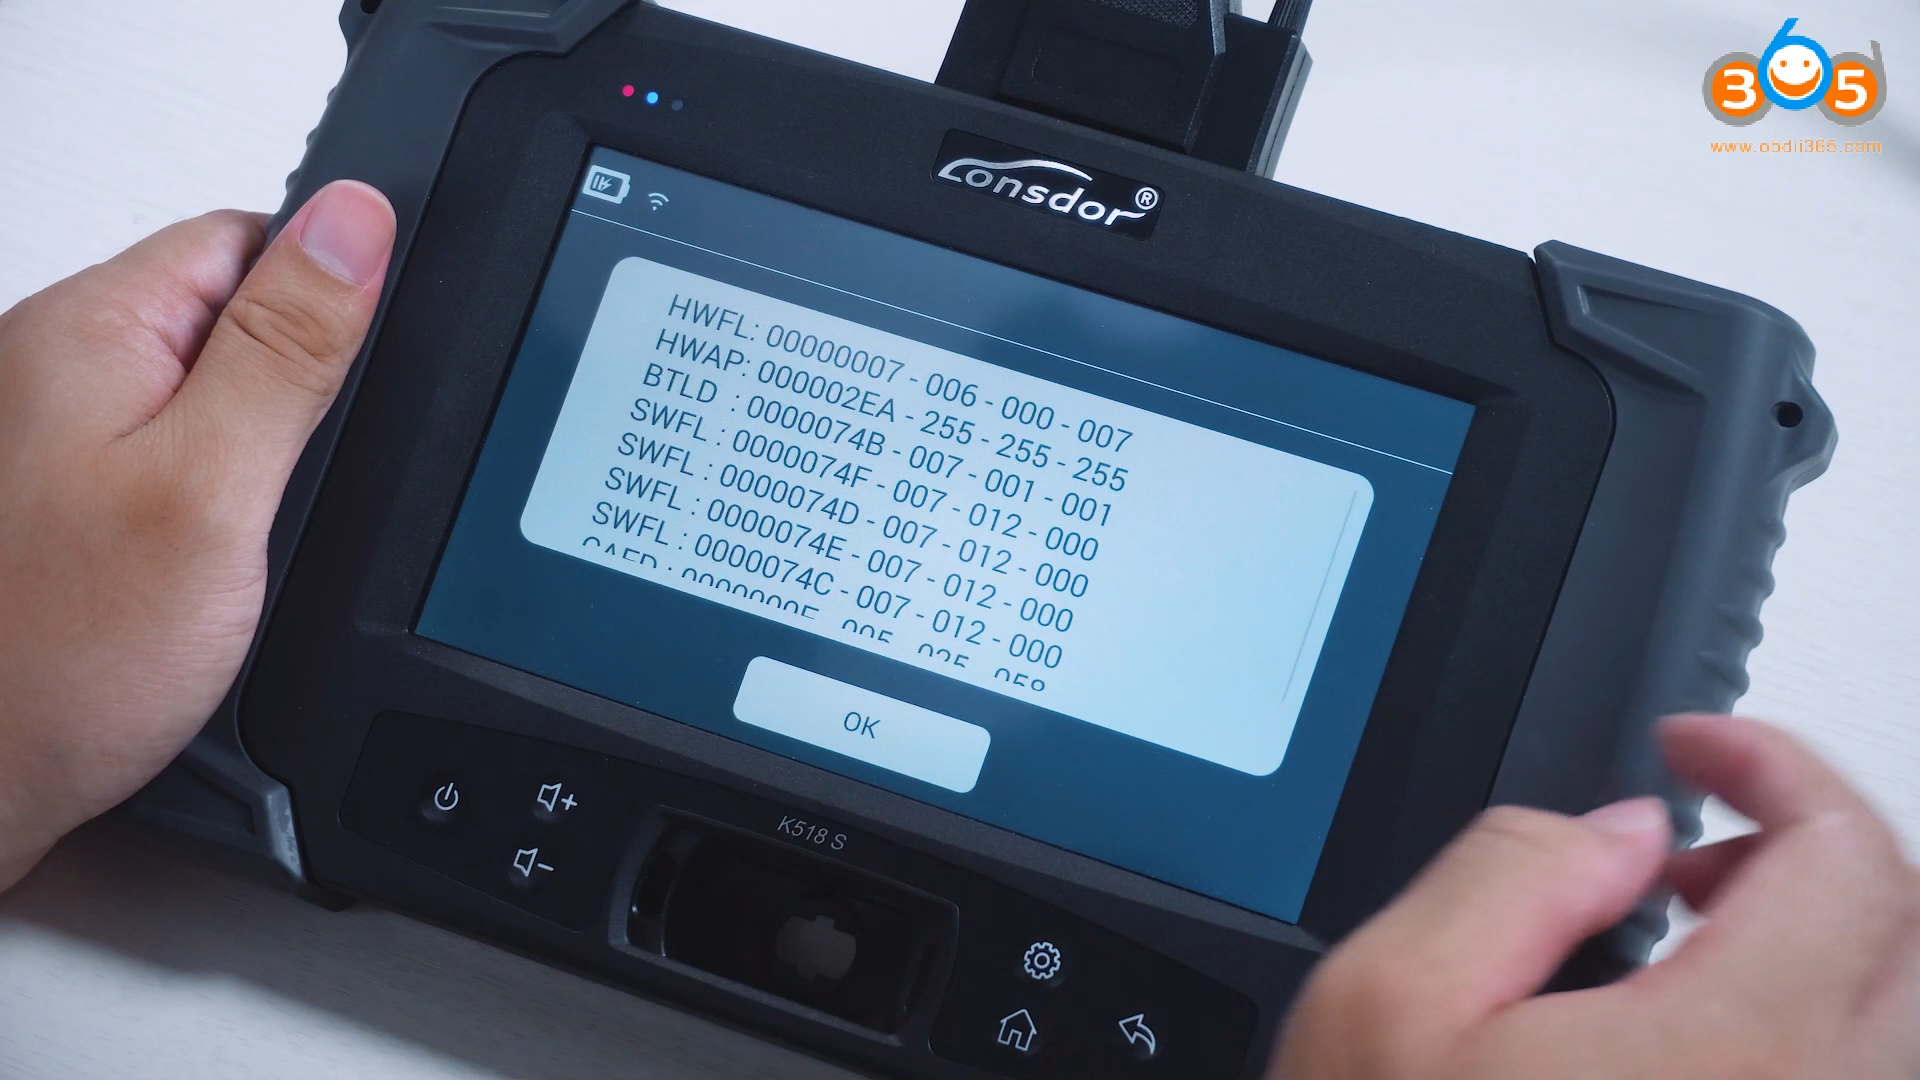 365
www.obdii365.com
Lonsdor®
HWFL: 00000007 - 006 - 000 - 007
HWAP: 000002EA - 255 - 255 - 255
BTLD : 0000074B - 007 - 001 - 001
SWFL : 0000074F - 007 - 012 - 000
SWFL : 0000074D - 007 - 012 - 000
SWFL : 0000074E - 007 - 012 - 000
SWFL : 0000074C - 007 - 012 - 000
OK
K518 S